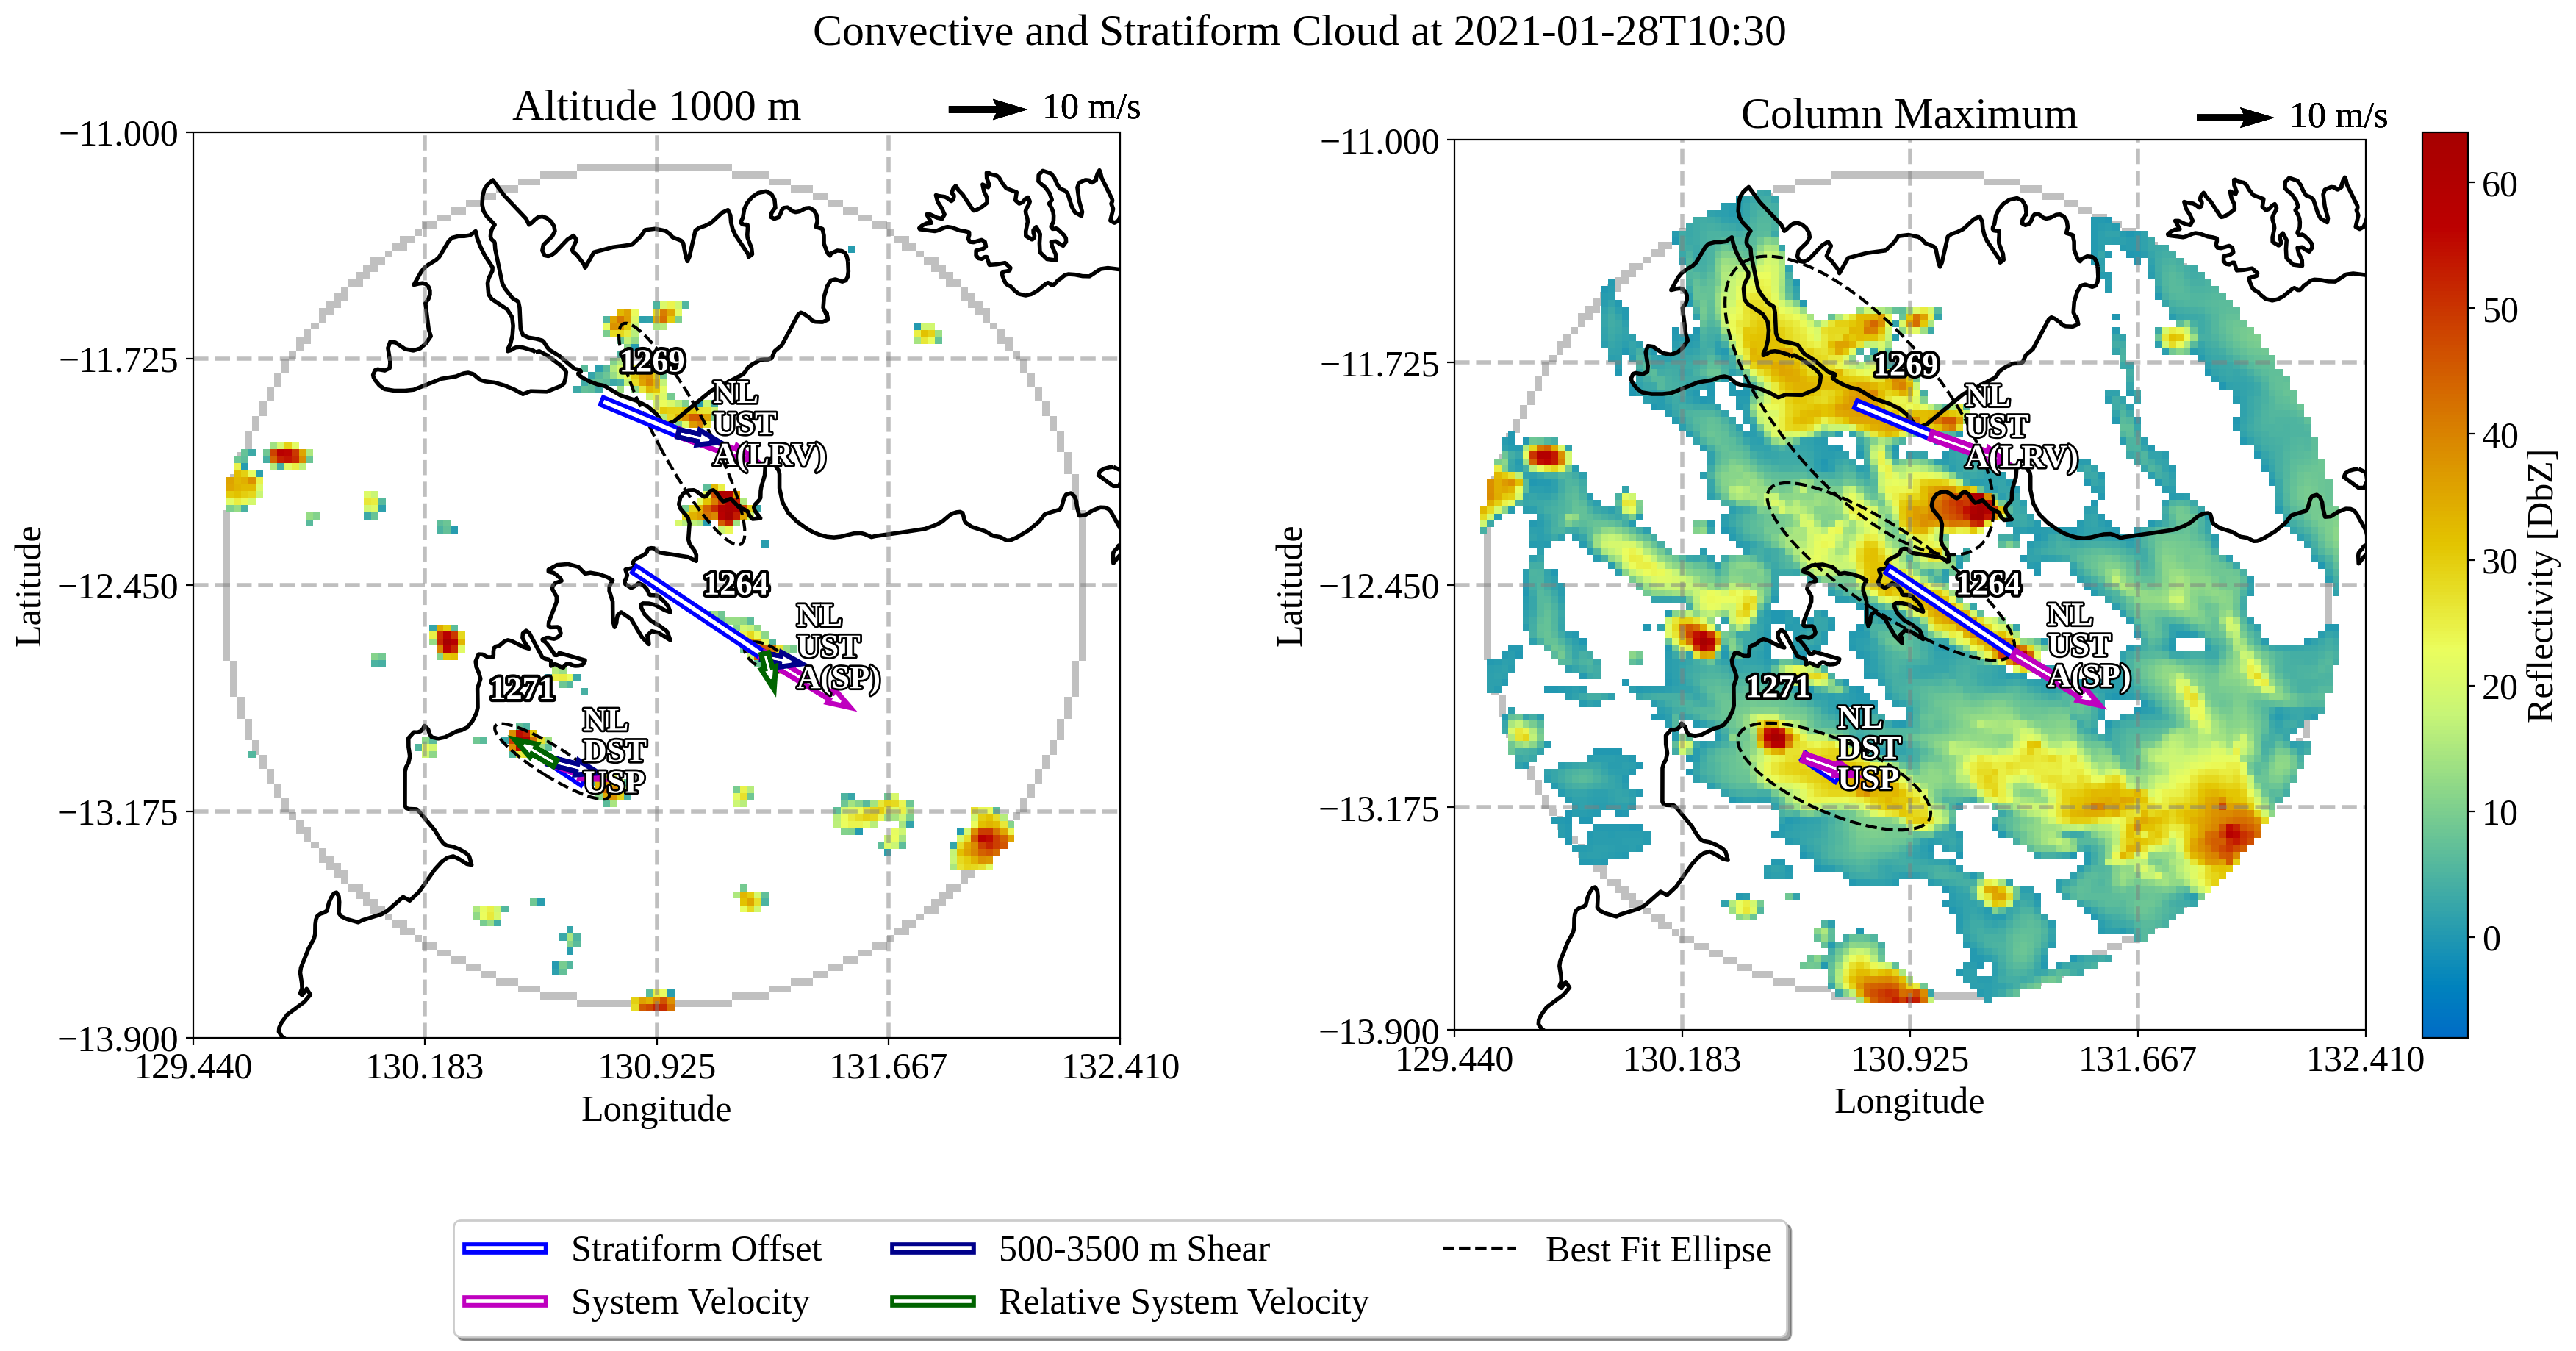 Convective and Stratiform Cloud at 2021-01-28T10:30
Altitude 1000 m
10 m/s
−11.000
−11.725
−12.450
−13.175
−13.900
129.440
130.183
130.925
131.667
132.410
Latitude
Longitude
1269
NL
UST
A(LRV)
1264
NL
UST
A(SP)
1271
NL
DST
USP
Column Maximum
10 m/s
−11.000
−11.725
−12.450
−13.175
−13.900
129.440
130.183
130.925
131.667
132.410
Latitude
Longitude
1269
NL
UST
A(LRV)
1264
NL
UST
A(SP)
1271
NL
DST
USP
60
50
40
30
20
10
0
Reflectivity [DbZ]
Stratiform Offset
System Velocity
500-3500 m Shear
Relative System Velocity
Best Fit Ellipse